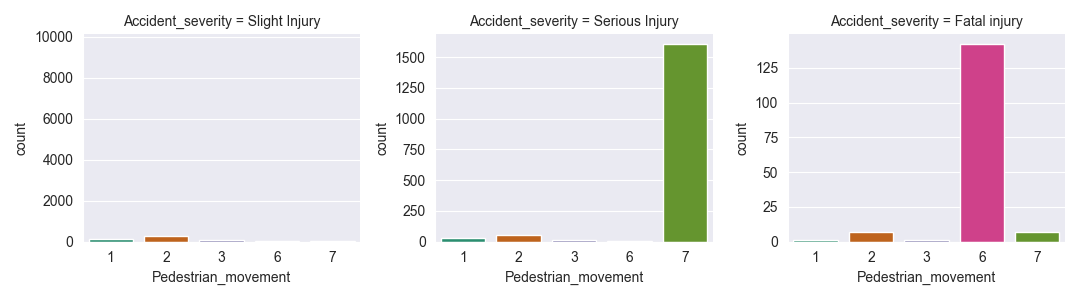 Accident_severity = Slight Injury
10000
8000
6000
4000
2000
0
count
1 2 3 6 7
Pedestrian_movement
Accident_severity = Serious Injury
1500
1250
1000
750
500
250
0
count
1 2 3 6 7
Pedestrian_movement
Accident_severity = Fatal injury
125
100
75
50
25
0
count
1 2 3 6 7
Pedestrian_movement